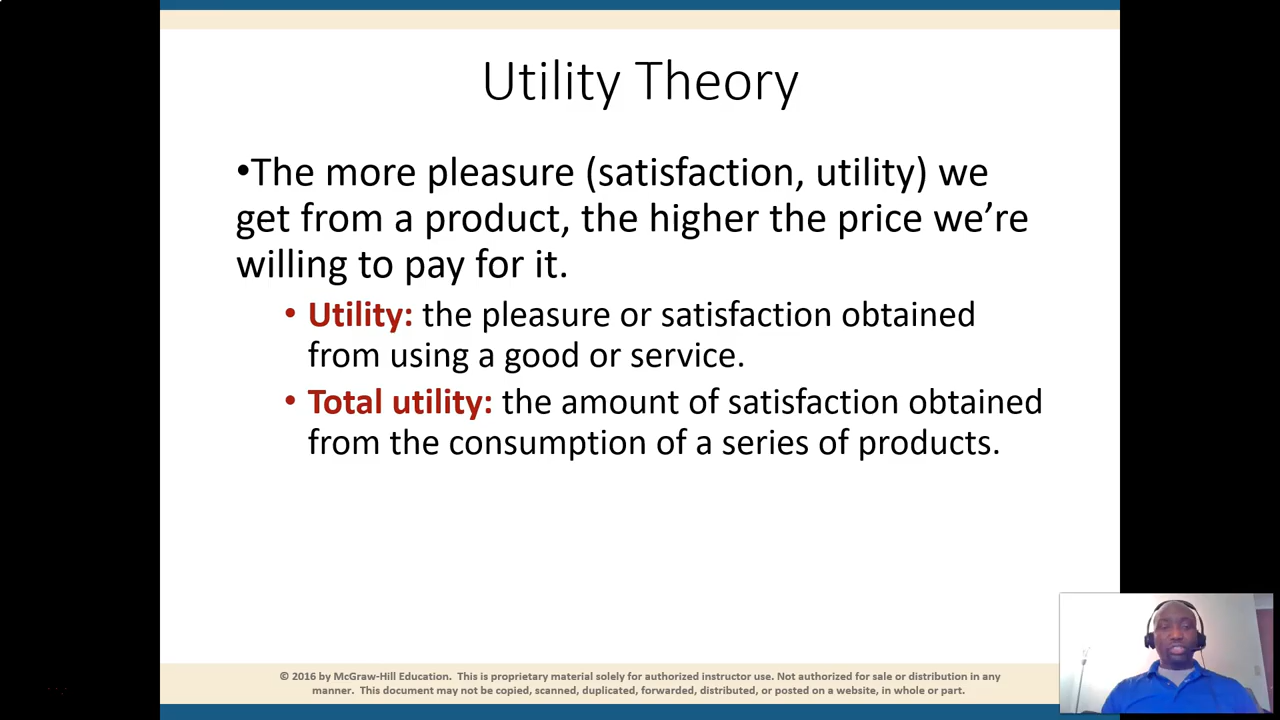 Utility Theory
•The more pleasure (satisfaction, utility) we
get from a product, the higher the price we’re
willing to pay for it.
• Utility: the pleasure or satisfaction obtained
from using a good or service.
• Total utility: the amount of satisfaction obtained
from the consumption of a series of products.
© 2016 by McGraw-Hill Education. This is proprietary material solely for authorized instructor use. Not authorized for sale or distribution in any
manner. This document may not be copied, scanned, duplicated, forwarded, distributed, or posted on a website, in whole or part.